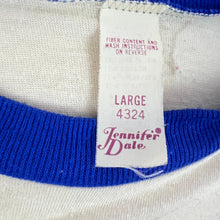 FIBER CONTENT AND
WASH INSTRUCTIONS
ON REVERSE
LARGE
4324
Jennifer
Dale